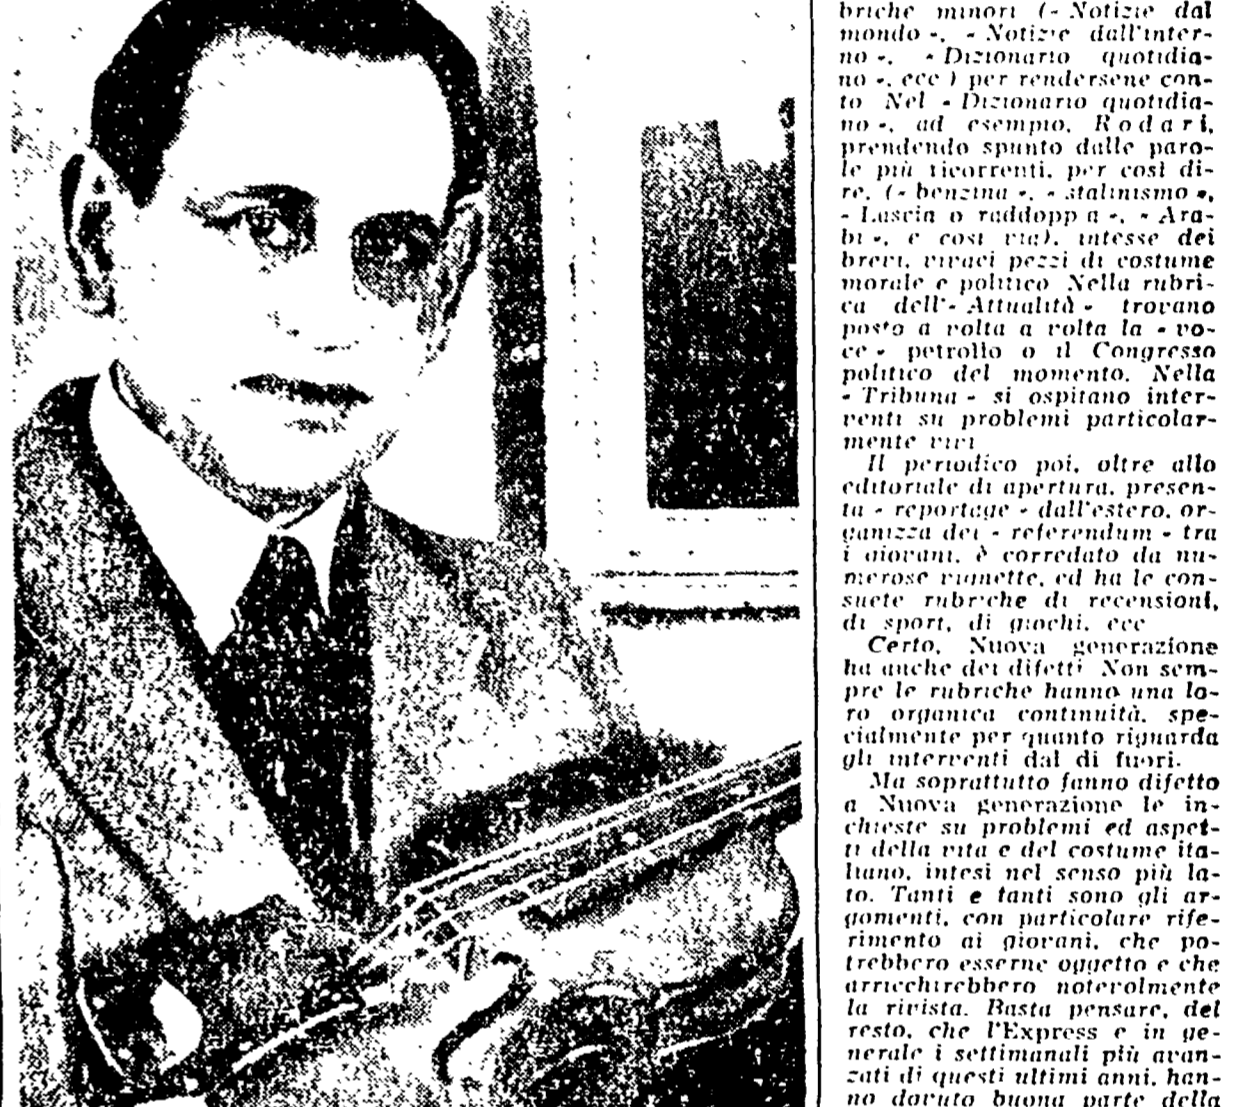 briche minori (- Notizie dal
mondo -, - Notizie dall'inter-
no -, - Dizionario quotidia-
no -, ecc ) per rendersene con-
to Nel - Dizionario quotidia-
no -, ad esempio, Rodari,
prendendo spunto dalle paro-
le più ricorrenti, per così di-
re, (- benzina -, - stalinismo -,
- Lascia o raddopp a -, - Ara-
bi -, e così via), intesse dei
brevi, vivaci pezzi di costume
morale e politico Nella rubri-
ca dell'- Attualità - trovano
posto a volta a volta la - vo-
ce - petrolio o il Congresso
politico del momento. Nella
- Tribuna - si ospitano inter-
venti su problemi particolar-
mente vivi
Il periodico poi, oltre allo
editoriale di apertura, presen-
ta - reportage - dall'estero, or-
ganizza dei - referendum - tra
i giovani, è corredato da nu-
merose vignette, ed ha le con-
suete rubriche di recensioni,
di sport, di giochi, ecc
Certo, Nuova generazione
ha anche dei difetti Non sem-
pre le rubriche hanno una lo-
ro organica continuità, spe-
cialmente per quanto riguarda
gli interventi dal di fuori.
Ma soprattutto fanno difetto
a Nuova generazione le in-
chieste su problemi ed aspet-
ti della vita e del costume ita-
liano, intesi nel senso più la-
to. Tanti e tanti sono gli ar-
gomenti, con particolare rife-
rimento ai giovani, che po-
trebbero esserne oggetto e che
arricchirebbero notevolmente
la rivista. Basta pensare, del
resto, che l'Express e in ge-
nerale i settimanali più avan-
zati di questi ultimi anni, han-
no dovuto buona parte della